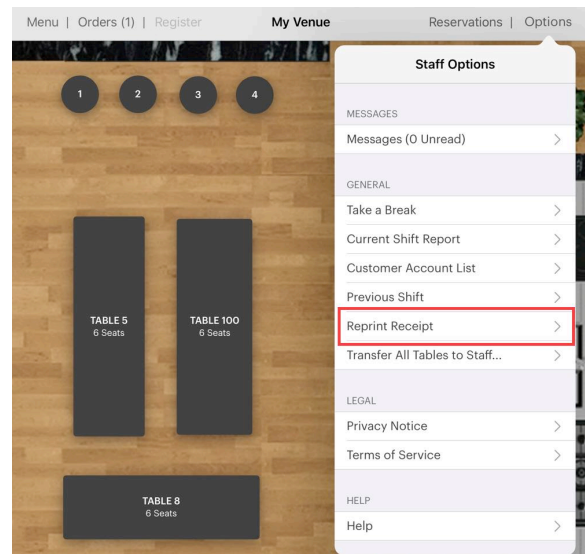 Menu | Orders (1) | Register
My Venue
Reservations | Options
1
2
3
4
TABLE 5
6 Seats
TABLE 100
6 Seats
TABLE 8
6 Seats
Staff Options
MESSAGES
Messages (0 Unread)
GENERAL
Take a Break
Current Shift Report
Customer Account List
Previous Shift
Reprint Receipt
Transfer All Tables to Staff...
LEGAL
Privacy Notice
Terms of Service
HELP
Help